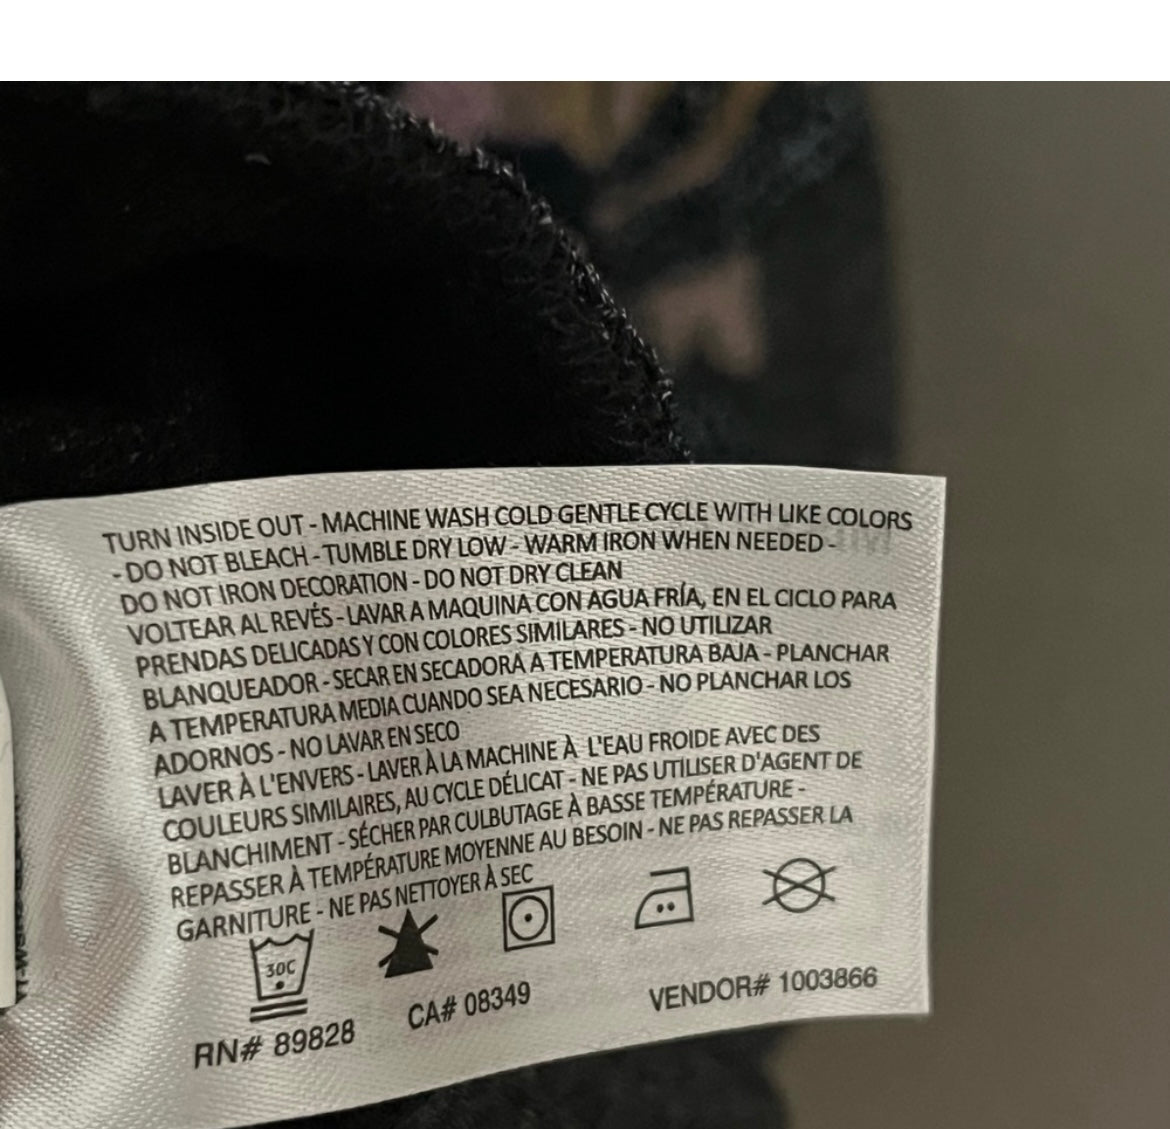 TURN INSIDE OUT - MACHINE WASH COLD GENTLE CYCLE WITH LIKE COLORS
- DO NOT BLEACH - TUMBLE DRY LOW - WARM IRON WHEN NEEDED -
DO NOT IRON DECORATION - DO NOT DRY CLEAN
VOLTEAR AL REVÉS - LAVAR A MAQUINA CON AGUA FRÍA, EN EL CICLO PARA
PRENDAS DELICADAS Y CON COLORES SIMILARES - NO UTILIZAR
BLANQUEADOR - SECAR EN SECADORA A TEMPERATURA BAJA - PLANCHAR
A TEMPERATURA MEDIA CUANDO SEA NECESARIO - NO PLANCHAR LOS
ADORNOS - NO LAVAR EN SECO
LAVER À L'ENVERS - LAVER À LA MACHINE À L'EAU FROIDE AVEC DES
COULEURS SIMILAIRES, AU CYCLE DÉLICAT - NE PAS UTILISER D'AGENT DE
BLANCHIMENT - SÉCHER PAR CULBUTAGE À BASSE TEMPÉRATURE -
REPASSER À TEMPÉRATURE MOYENNE AU BESOIN - NE PAS REPASSER LA
GARNITURE - NE PAS NETTOYER À SEC
30C
RN# 89828 CA# 08349 VENDOR# 1003866